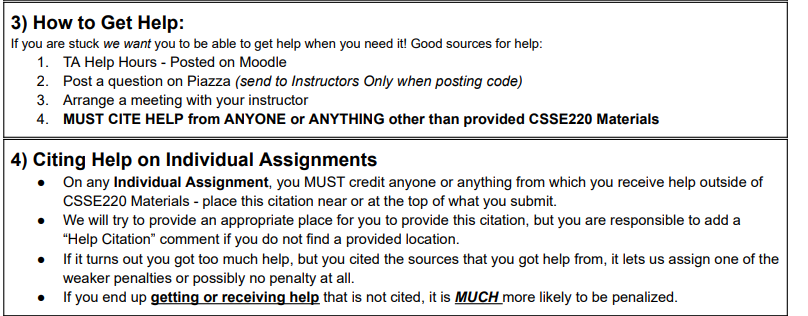 3) How to Get Help:
If you are stuck we want you to be able to get help when you need it! Good sources for help:
1. TA Help Hours - Posted on Moodle
2. Post a question on Piazza (send to Instructors Only when posting code)
3. Arrange a meeting with your instructor
4. MUST CITE HELP from ANYONE or ANYTHING other than provided CSSE220 Materials
4) Citing Help on Individual Assignments
● On any Individual Assignment, you MUST credit anyone or anything from which you receive help outside of
CSSE220 Materials - place this citation near or at the top of what you submit.
● We will try to provide an appropriate place for you to provide this citation, but you are responsible to add a
“Help Citation” comment if you do not find a provided location.
● If it turns out you got too much help, but you cited the sources that you got help from, it lets us assign one of the
weaker penalties or possibly no penalty at all.
● If you end up getting or receiving help that is not cited, it is MUCH more likely to be penalized.